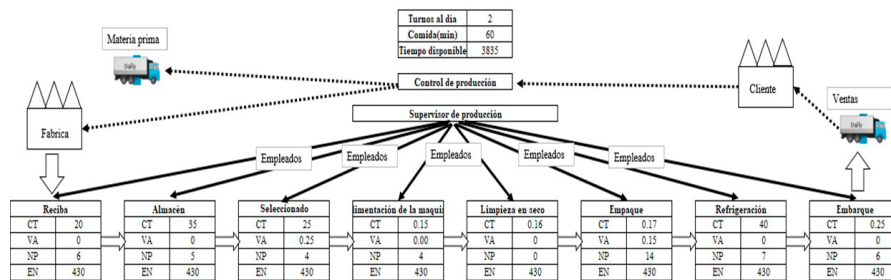 Turnos al día 2
Comida(min) 60
Tiempo disponible 3835
Materia prima
Daily
Control de producción
Cliente
Ventas
Daily
Fabrica
Supervisor de producción
Empleados
Empleados
Empleados
Empleados
Empleados
Reciba
CT 20
VA 0
NP 6
EN 430
Almacén
CT 35
VA 0
NP 5
EN 430
Seleccionado
CT 25
VA 0.25
NP 4
EN 430
limentación de la maquin
CT 0.15
VA 0.00
NP 4
EN 430
Limpieza en seco
CT 0.16
VA 0
NP 0
EN 430
Empaque
CT 0.17
VA 0.15
NP 14
EN 430
Refrigeración
CT 40
VA 0
NP 7
EN 430
Embarque
CT 0.25
VA 0
NP 6
EN 430